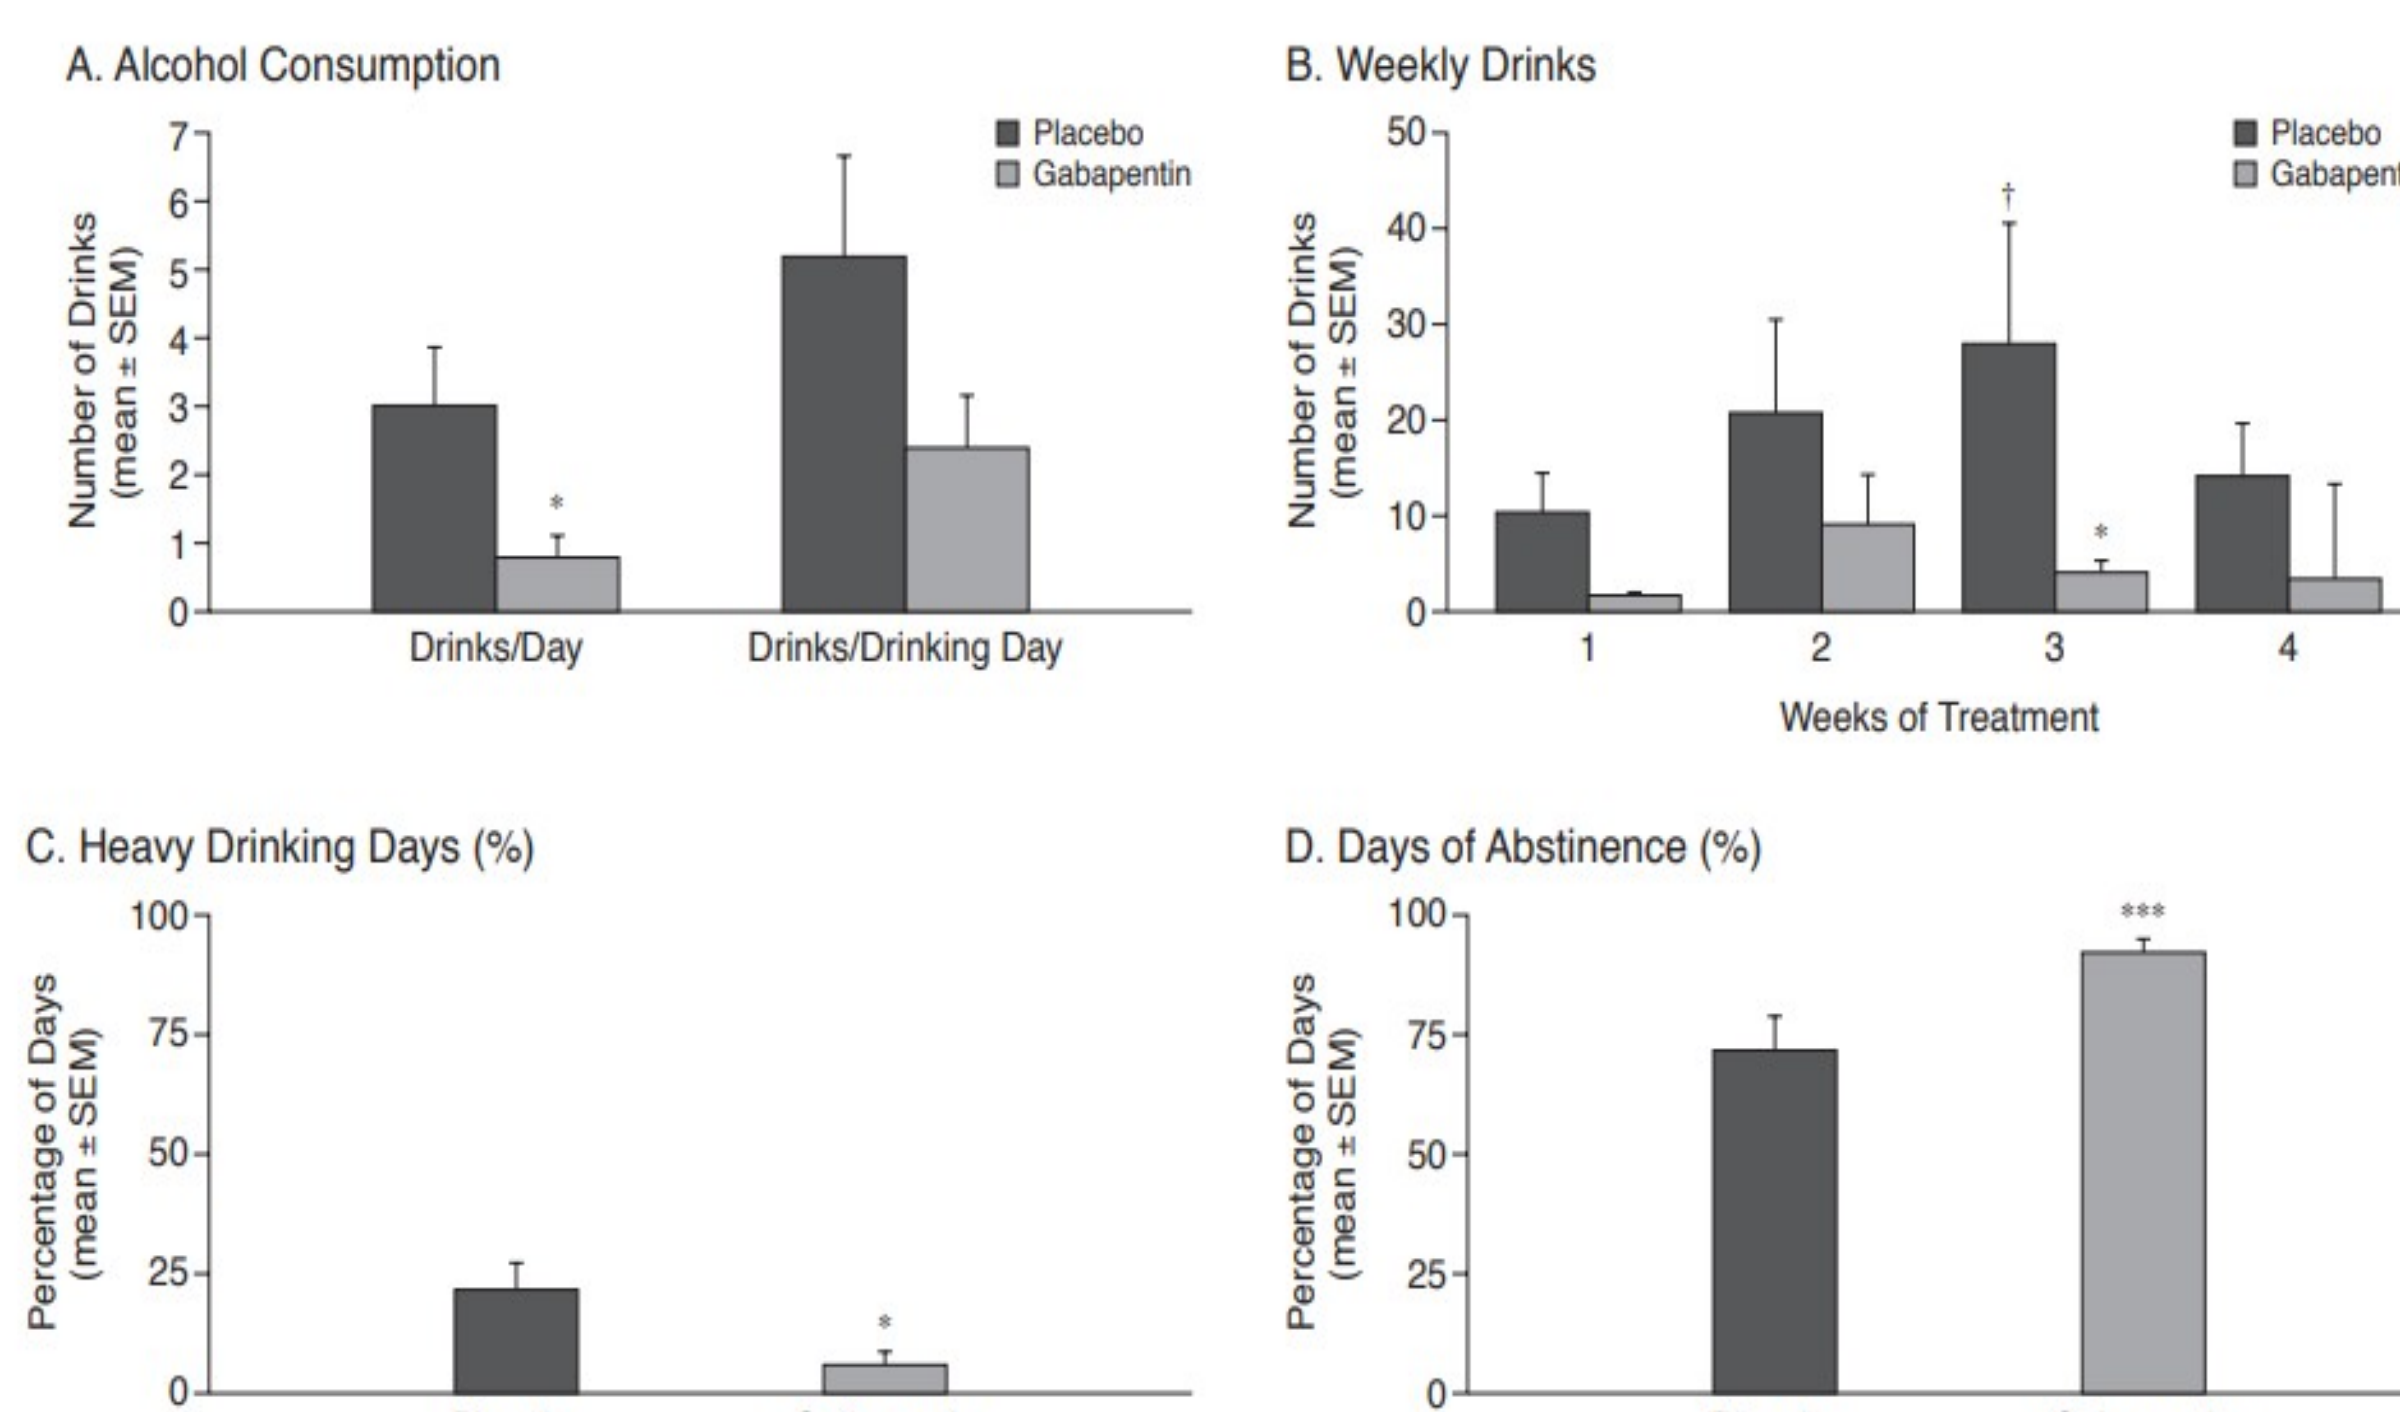 A. Alcohol Consumption
Number of Drinks
(mean ± SEM)
7
6
5
4
3
2
1
0
Placebo
Gabapentin
*
Drinks/Day
Drinks/Drinking Day
B. Weekly Drinks
Number of Drinks
(mean ± SEM)
50
40
30
20
10
0
Placebo
Gabapent
†
*
1
2
3
4
Weeks of Treatment
C. Heavy Drinking Days (%)
Percentage of Days
(mean ± SEM)
100
75
50
25
0
*
D. Days of Abstinence (%)
Percentage of Days
(mean ± SEM)
100
75
50
25
0
***